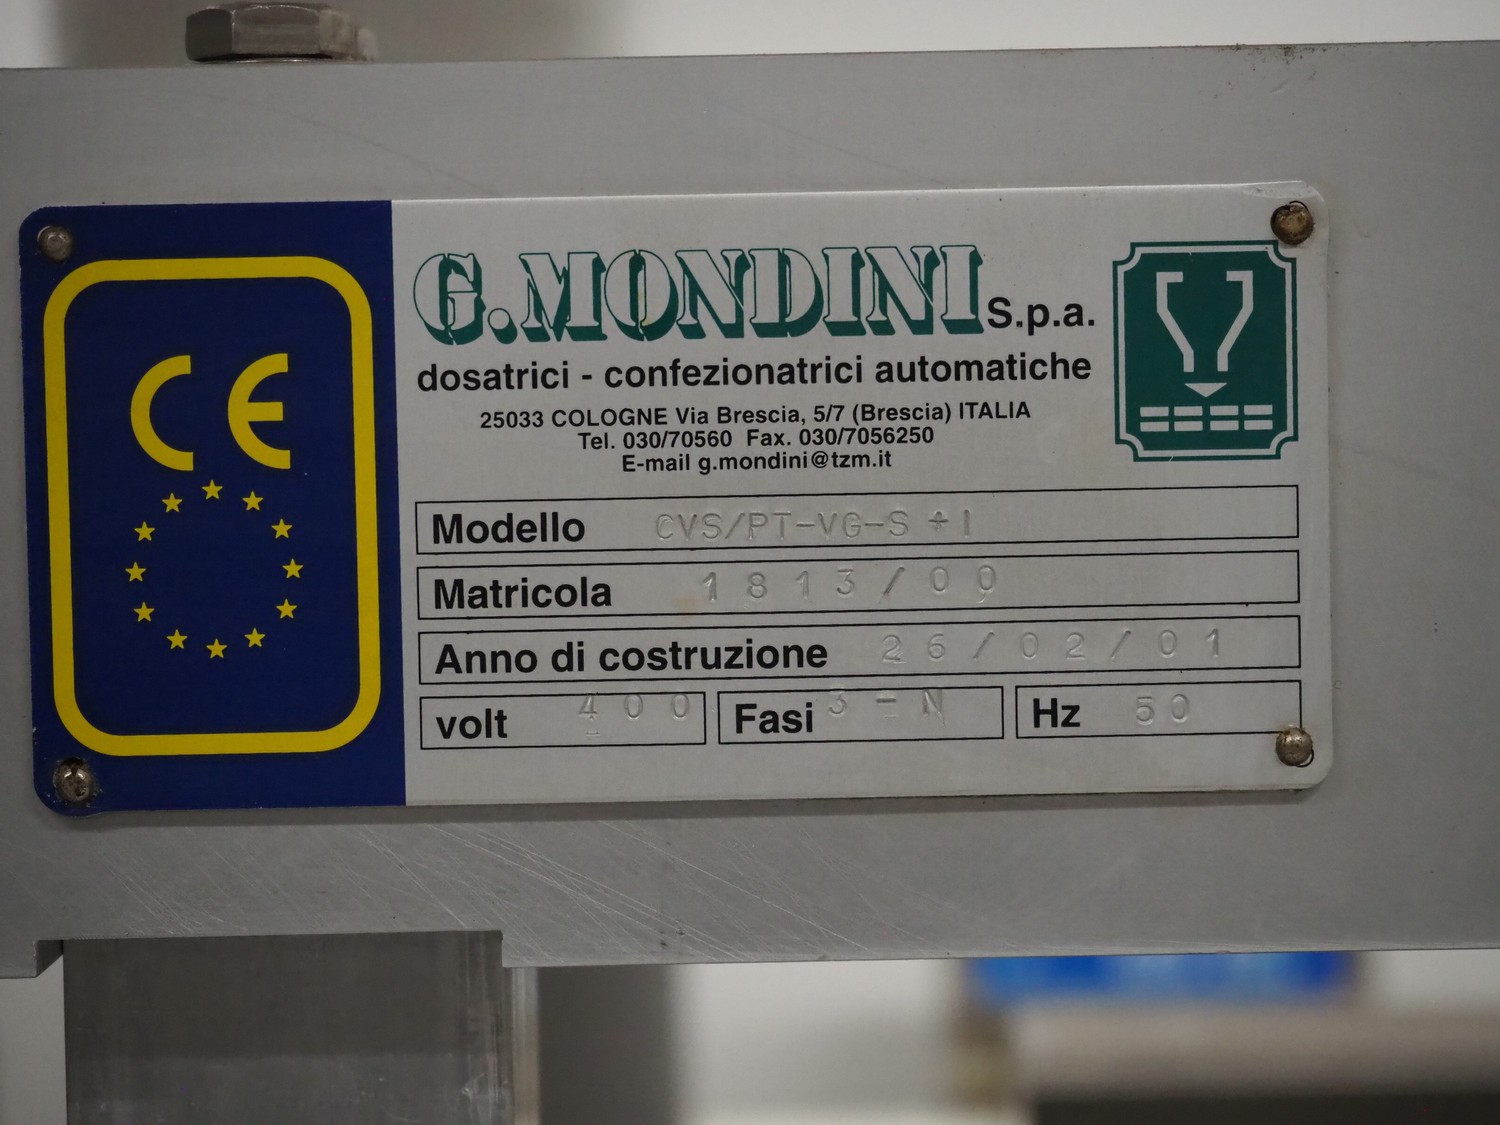 CE
G.MONDINI S.p.a.
dosatrici - confezionatrici automatiche
25033 COLOGNE Via Brescia, 5/7 (Brescia) ITALIA
Tel. 030/70560 Fax. 030/7056250
E-mail g.mondini@tzm.it
Modello CVS/PT-VG-S + I
Matricola 1813/00
Anno di costruzione 26/02/01
volt 400 Fasi 3-N Hz 50